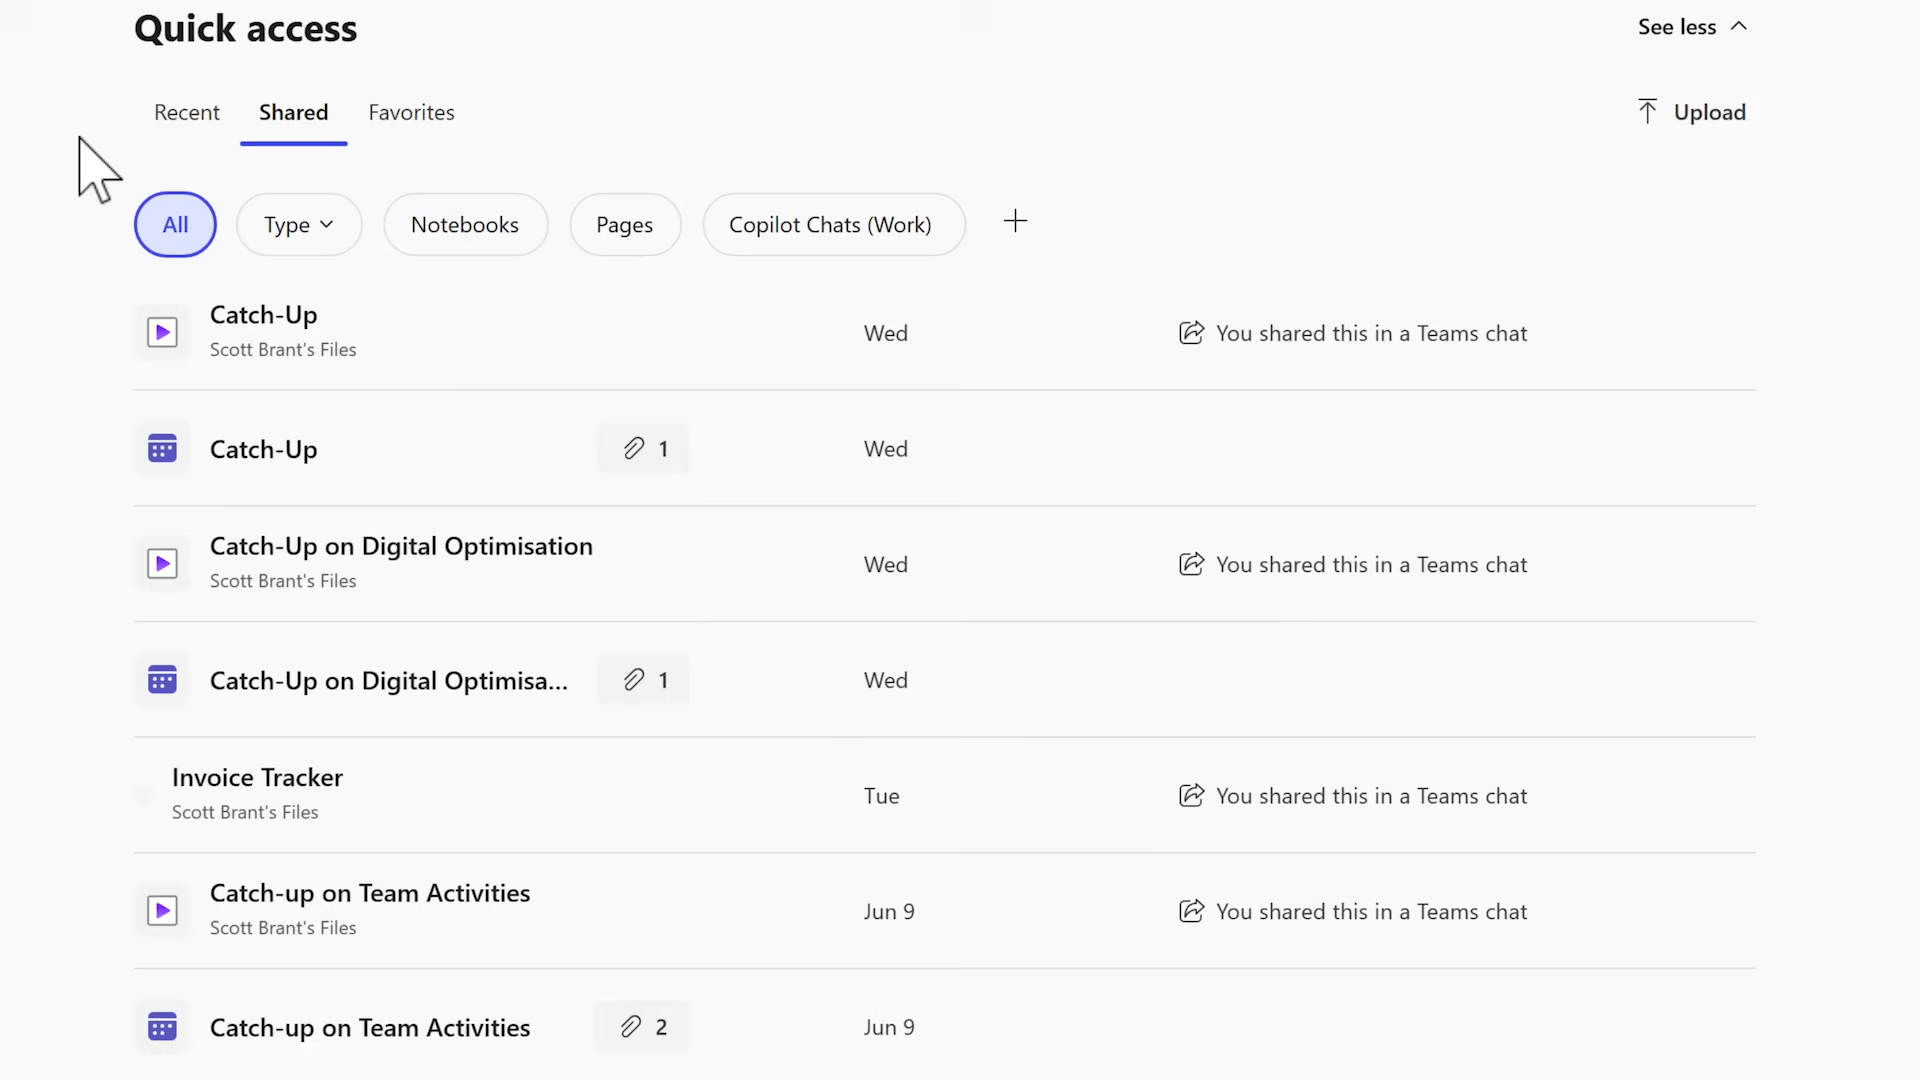 Quick access
See less
Recent
Shared
Favorites
Upload
All
Type
Notebooks
Pages
Copilot Chats (Work)
Catch-Up
Scott Brant's Files
Wed
You shared this in a Teams chat
Catch-Up
1
Wed
Catch-Up on Digital Optimisation
Scott Brant's Files
Wed
You shared this in a Teams chat
Catch-Up on Digital Optimisa...
1
Wed
Invoice Tracker
Scott Brant's Files
Tue
You shared this in a Teams chat
Catch-up on Team Activities
Scott Brant's Files
Jun 9
You shared this in a Teams chat
Catch-up on Team Activities
2
Jun 9